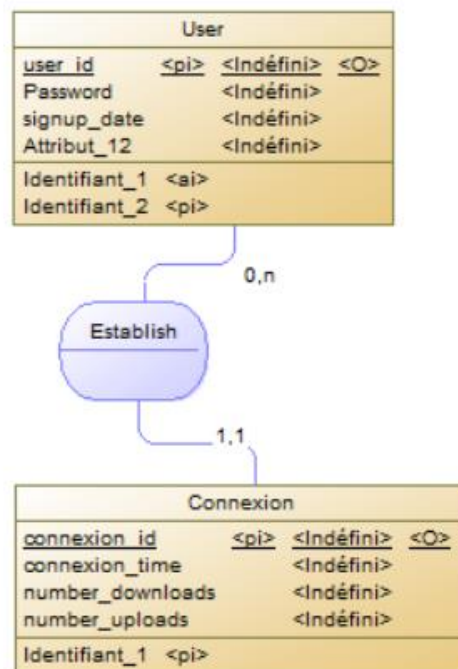 User
user_id <pi> <Indéfini> <O>
Password <Indéfini>
signup_date <Indéfini>
Attribut_12 <Indéfini>
Identifiant_1 <ai>
Identifiant_2 <pi>
0,n
Establish
1,1
Connexion
connexion_id <pi> <Indéfini> <O>
connexion_time <Indéfini>
number_downloads <Indéfini>
number_uploads <Indéfini>
Identifiant_1 <pi>